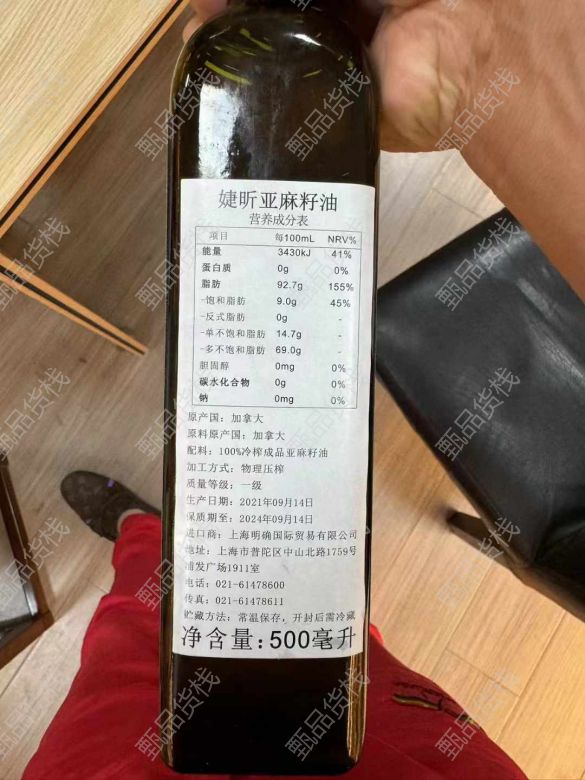 婕昕亚麻籽油
营养成分表
项目 每100mL NRV%
能量 3430kJ 41%
蛋白质 0g 0%
脂肪 92.7g 155%
-饱和脂肪 9.0g 45%
-反式脂肪 0g -
-单不饱和脂肪 14.7g -
-多不饱和脂肪 69.0g -
胆固醇 0mg 0%
碳水化合物 0g 0%
钠 0mg 0%
原产国：加拿大
原料原产国：加拿大
配料：100%冷榨成品亚麻籽油
加工方式：物理压榨
质量等级：一级
生产日期：2021年09月14日
保质期至：2024年09月14日
进口商：上海明确国际贸易有限公司
地址：上海市普陀区中山北路1759号
浦发广场1911室
电话：021-61478600
传真：021-61478611
贮藏方法：常温保存，开封后需冷藏
净含量：500毫升
甄品货栈